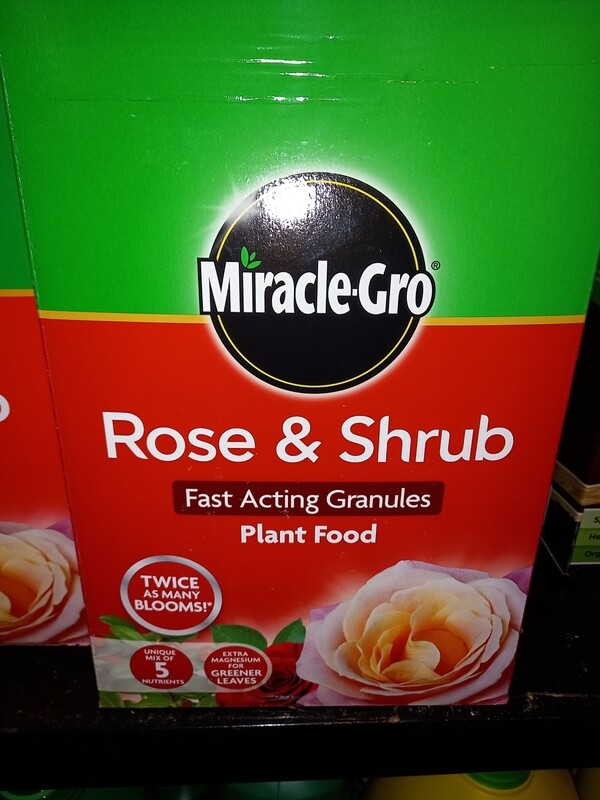 Miracle-Gro®
Rose & Shrub
Fast Acting Granules
Plant Food
TWICE
AS MANY
BLOOMS!*
UNIQUE
MIX OF
5
NUTRIENTS
EXTRA
MAGNESIUM
FOR
GREENER
LEAVES